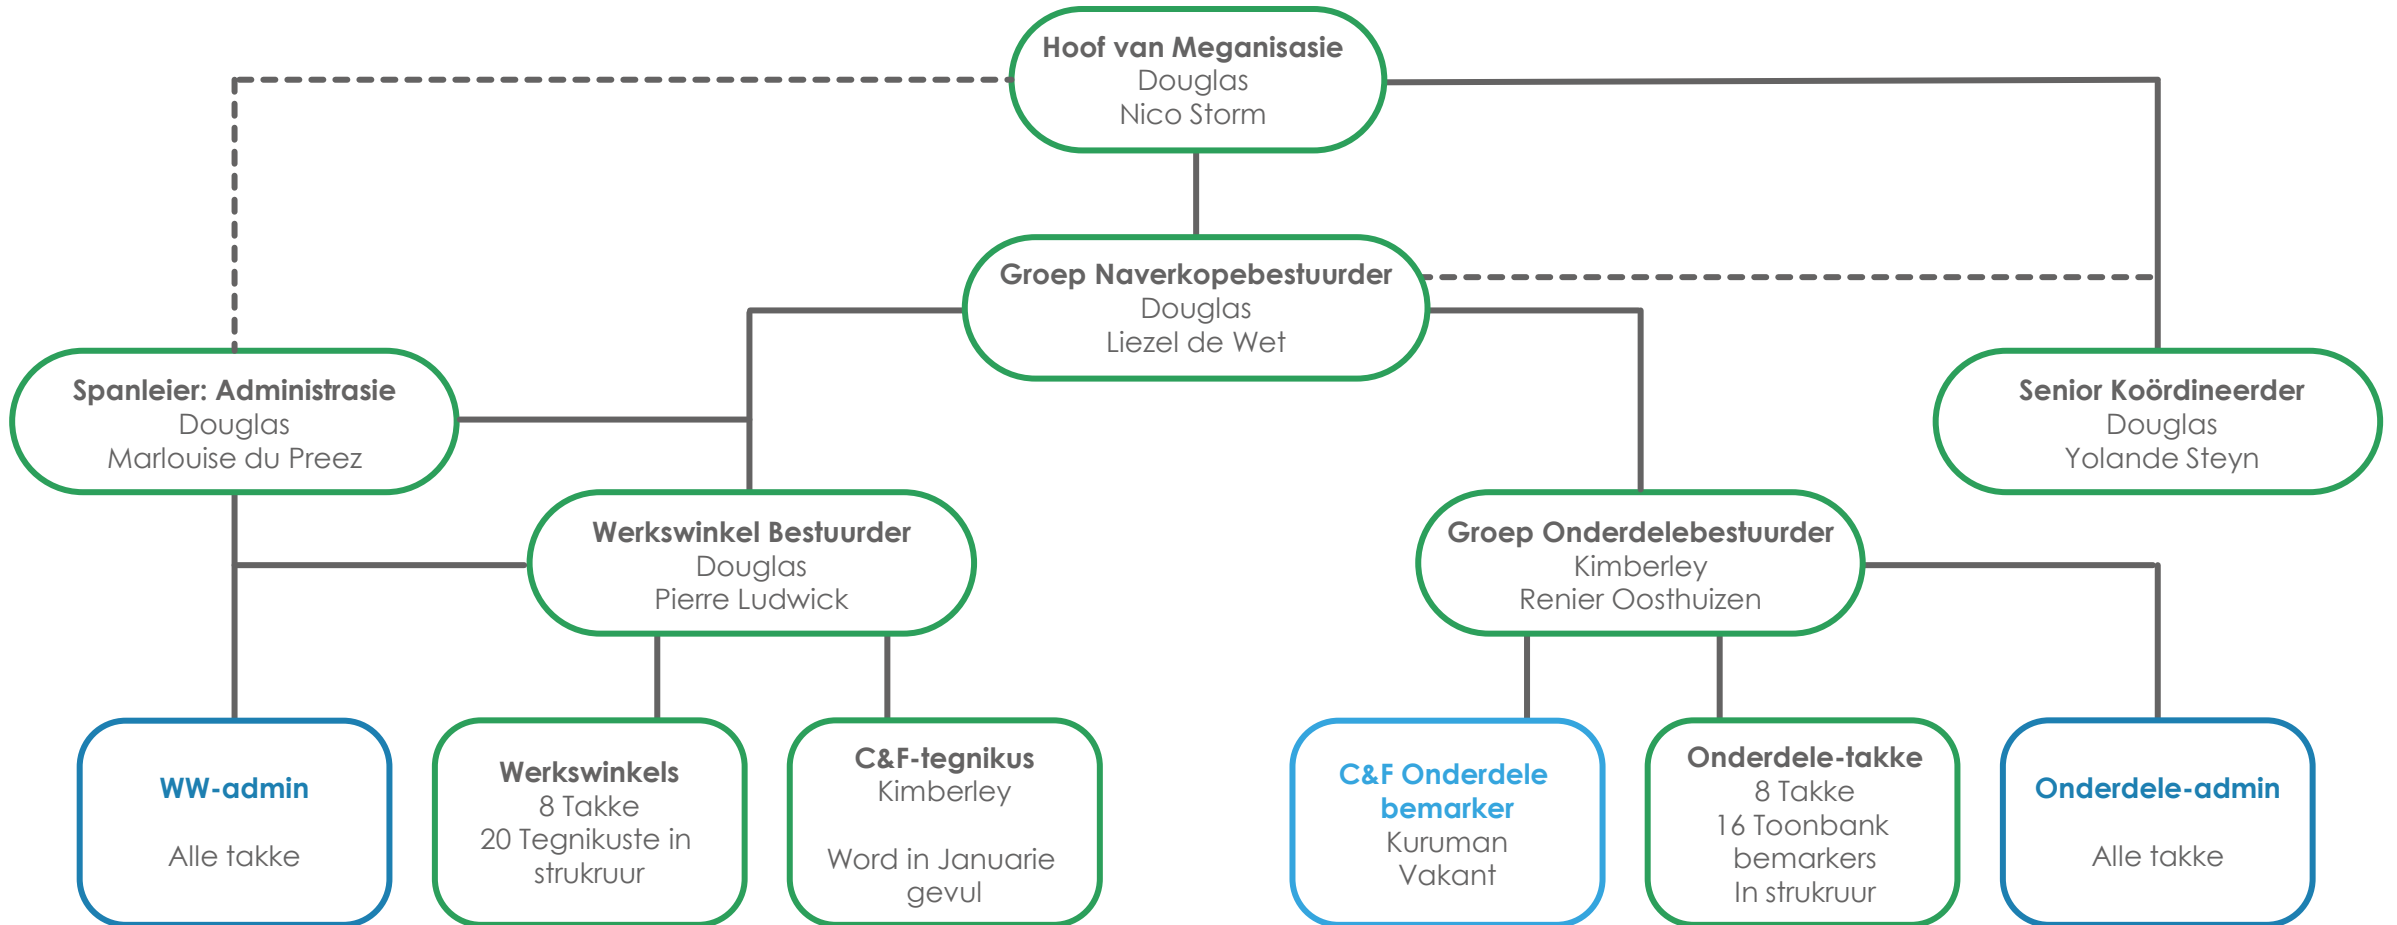 Hoof van Meganisasie
Douglas
Nico Storm
Groep Naverkopebestuurder
Douglas
Liezel de Wet
Spanleier: Administrasie
Douglas
Marlouise du Preez
Senior Koördineerder
Douglas
Yolande Steyn
Werkswinkel Bestuurder
Douglas
Pierre Ludwick
Groep Onderdelebestuurder
Kimberley
Renier Oosthuizen
WW-admin
Alle takke
Werkswinkels
8 Takke
20 Tegnikuste in
strukruur
C&F-tegnikus
Kimberley
Word in Januarie
gevul
C&F Onderdele
bemarker
Kuruman
Vakant
Onderdele-takke
8 Takke
16 Toonbank
bemarkers
In strukruur
Onderdele-admin
Alle takke